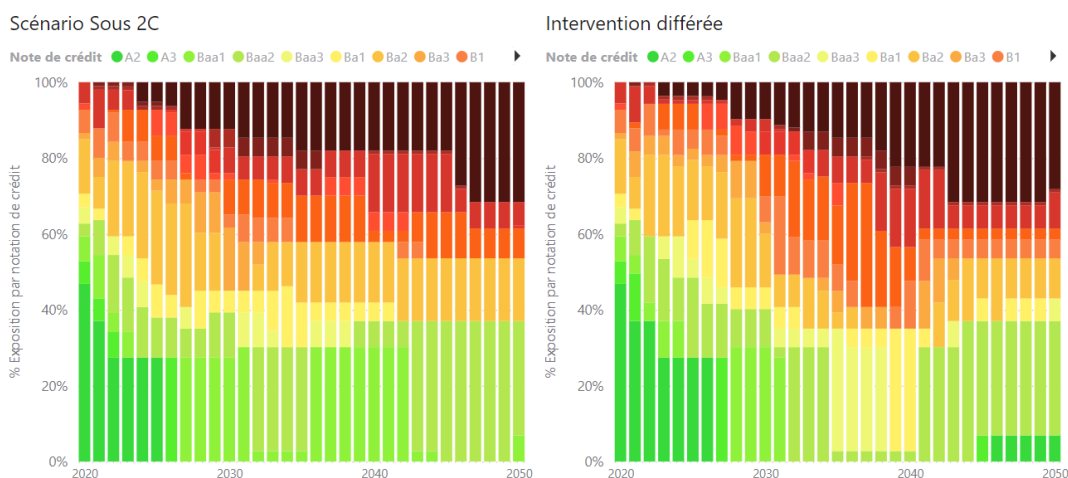 Scénario Sous 2C
Note de crédit A2 A3 Baa1 Baa2 Baa3 Ba1 Ba2 Ba3 B1
100%
80%
60%
40%
20%
0%
% Exposition par notation de crédit
2020 2030 2040 2050
Intervention différée
Note de crédit A2 A3 Baa1 Baa2 Baa3 Ba1 Ba2 Ba3 B1
100%
80%
60%
40%
20%
0%
% Exposition par notation de crédit
2020 2030 2040 2050